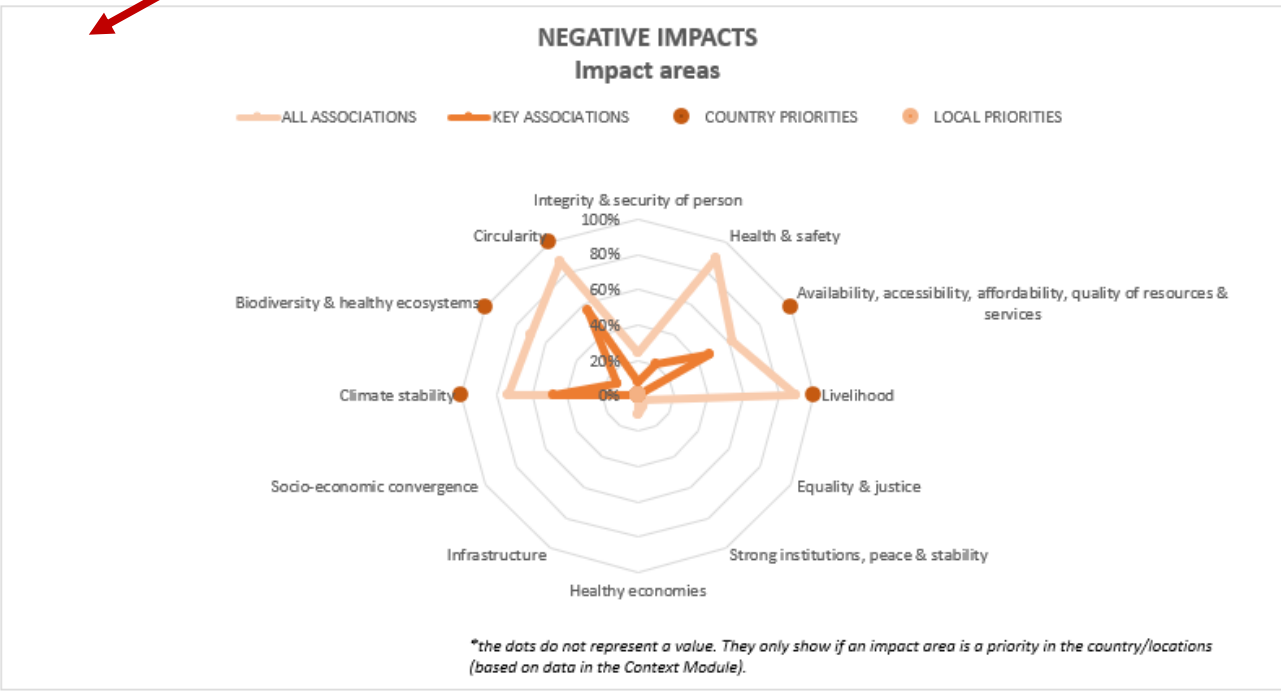 NEGATIVE IMPACTS
Impact areas
ALL ASSOCIATIONS
KEY ASSOCIATIONS
COUNTRY PRIORITIES
LOCAL PRIORITIES
Integrity & security of person
100%
Circularity
Health & safety
80%
Biodiversity & healthy ecosystems
Availability, accessibility, affordability, quality of resources &
services
60%
40%
20%
Climate stability
0%
Livelihood
Socio-economic convergence
Equality & justice
Infrastructure
Strong institutions, peace & stability
Healthy economies
*the dots do not represent a value. They only show if an impact area is a priority in the country/locations
(based on data in the Context Module).